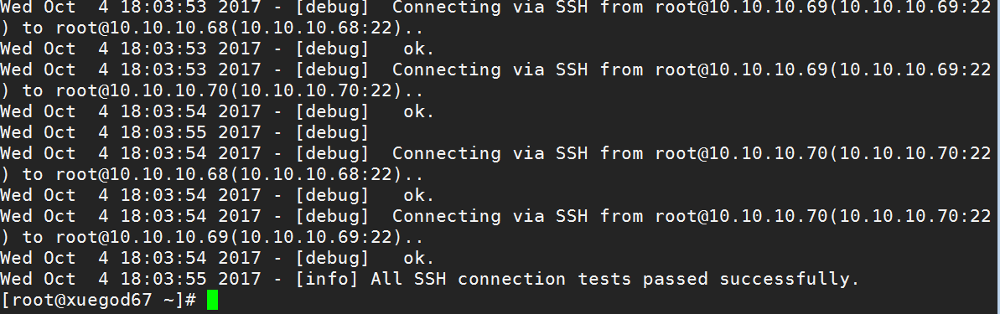 Wed Oct  4 18:03:53 2017 - [debug]  Connecting via SSH from root@10.10.10.69(10.10.10.69:22
) to root@10.10.10.68(10.10.10.68:22)..
Wed Oct  4 18:03:53 2017 - [debug]   ok.
Wed Oct  4 18:03:53 2017 - [debug]  Connecting via SSH from root@10.10.10.69(10.10.10.69:22
) to root@10.10.10.70(10.10.10.70:22)..
Wed Oct  4 18:03:54 2017 - [debug]   ok.
Wed Oct  4 18:03:55 2017 - [debug]
Wed Oct  4 18:03:54 2017 - [debug]  Connecting via SSH from root@10.10.10.70(10.10.10.70:22
) to root@10.10.10.68(10.10.10.68:22)..
Wed Oct  4 18:03:54 2017 - [debug]   ok.
Wed Oct  4 18:03:54 2017 - [debug]  Connecting via SSH from root@10.10.10.70(10.10.10.70:22
) to root@10.10.10.69(10.10.10.69:22)..
Wed Oct  4 18:03:54 2017 - [debug]   ok.
Wed Oct  4 18:03:55 2017 - [info] All SSH connection tests passed successfully.
[root@xuegod67 ~]#